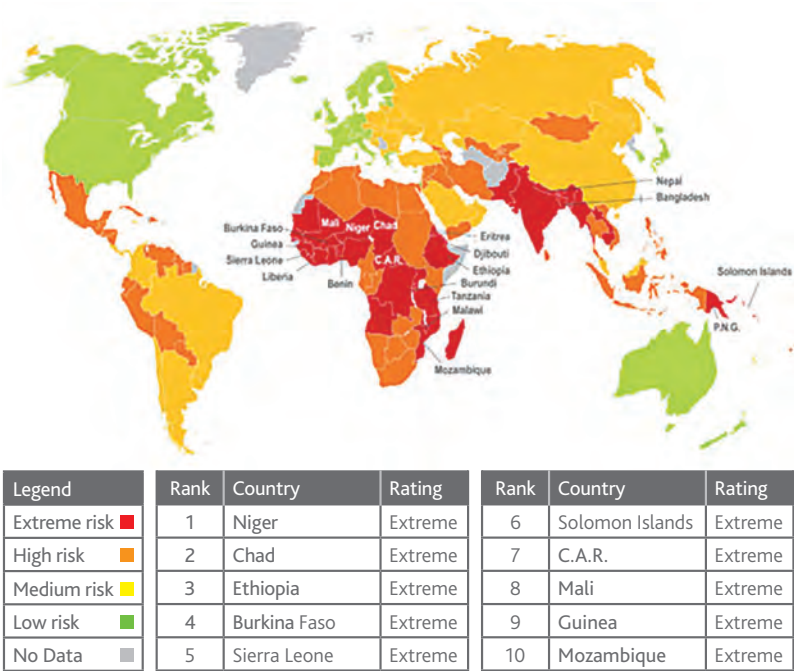 Nepal
Bangladesh
Burkina Faso
Mali
Niger
Chad
Guinea
Eritrea
Sierra Leone
Djibouti
C.A.R.
Liberia
Ethiopia
Solomon Islands
Benin
Burundi
Tanzania
Malawi
P.N.G.
Mozambique
Legend
Extreme risk
High risk
Medium risk
Low risk
No Data
Rank Country Rating
1 Niger Extreme
2 Chad Extreme
3 Ethiopia Extreme
4 Burkina Faso Extreme
5 Sierra Leone Extreme
Rank Country Rating
6 Solomon Islands Extreme
7 C.A.R. Extreme
8 Mali Extreme
9 Guinea Extreme
10 Mozambique Extreme